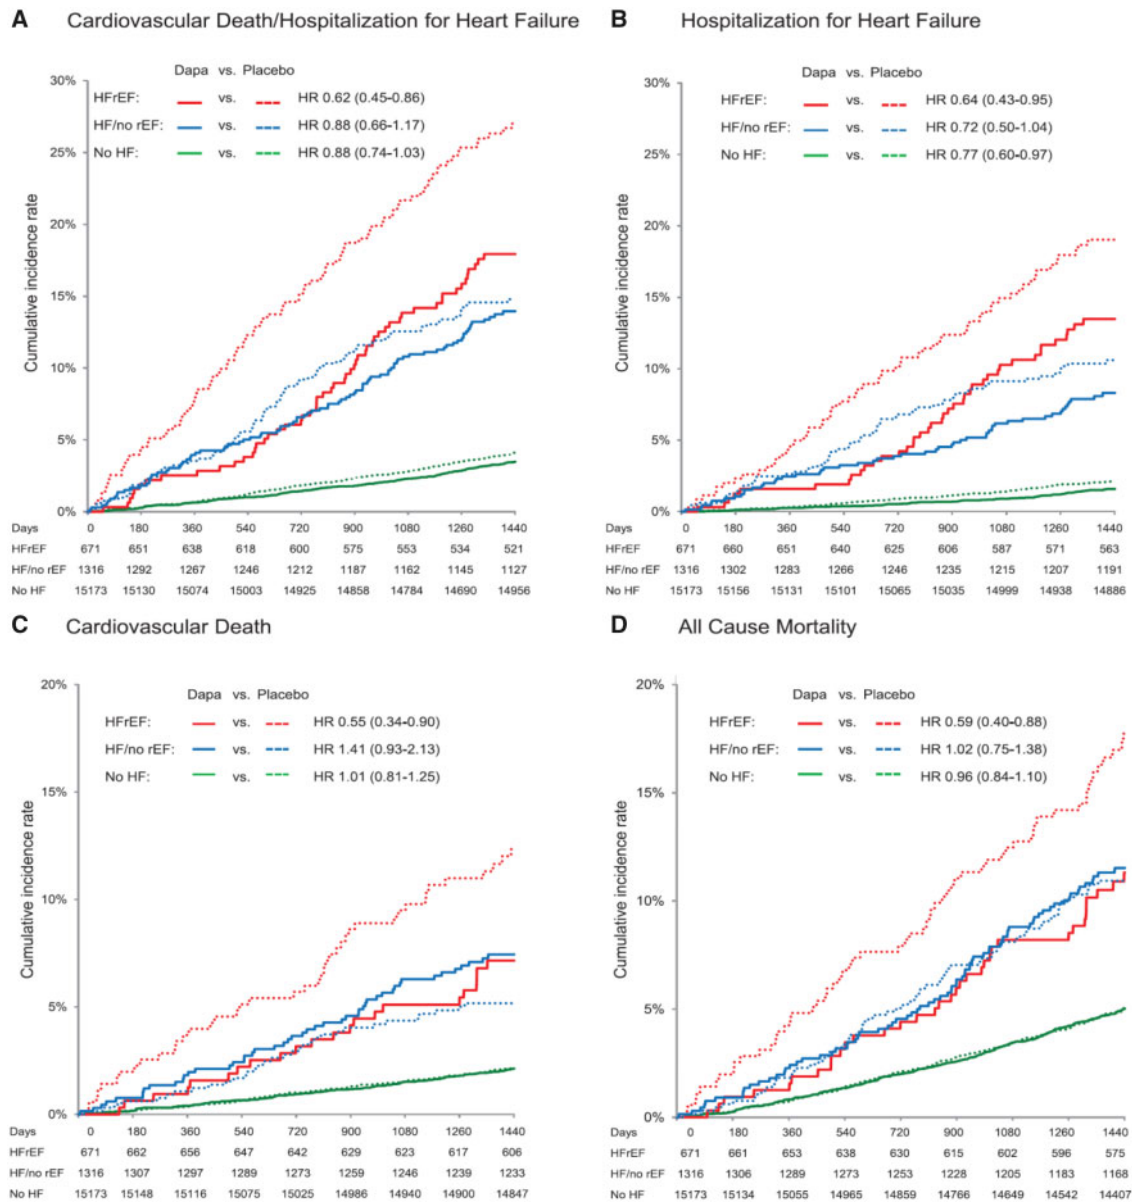 A Cardiovascular Death/Hospitalization for Heart Failure
Dapa vs. Placebo
HFrEF: vs. HR 0.62 (0.45-0.86)
HF/no rEF: vs. HR 0.88 (0.66-1.17)
No HF: vs. HR 0.88 (0.74-1.03)
Cumulative incidence rate
30%
25%
20%
15%
10%
5%
0%
Days 0 180 360 540 720 900 1080 1260 1440
HFrEF 671 651 638 618 600 575 553 534 521
HF/no rEF 1316 1292 1267 1246 1212 1187 1162 1145 1127
No HF 15173 15130 15074 15003 14925 14858 14784 14690 14956
B Hospitalization for Heart Failure
Dapa vs. Placebo
HFrEF: vs. HR 0.64 (0.43-0.95)
HF/no rEF: vs. HR 0.72 (0.50-1.04)
No HF: vs. HR 0.77 (0.60-0.97)
Cumulative incidence rate
30%
25%
20%
15%
10%
5%
0%
Days 0 180 360 540 720 900 1080 1260 1440
HFrEF 671 660 651 640 625 606 587 571 563
HF/no rEF 1316 1302 1283 1266 1246 1235 1215 1207 1191
No HF 15173 15156 15131 15101 15065 15035 14999 14938 14886
C Cardiovascular Death
Dapa vs. Placebo
HFrEF: vs. HR 0.55 (0.34-0.90)
HF/no rEF: vs. HR 1.41 (0.93-2.13)
No HF: vs. HR 1.01 (0.81-1.25)
Cumulative incidence rate
20%
15%
10%
5%
0%
Days 0 180 360 540 720 900 1080 1260 1440
HFrEF 671 662 656 647 642 629 623 617 606
HF/no rEF 1316 1307 1297 1289 1273 1259 1246 1239 1233
No HF 15173 15148 15116 15075 15025 14986 14940 14900 14847
D All Cause Mortality
Dapa vs. Placebo
HFrEF: vs. HR 0.59 (0.40-0.88)
HF/no rEF: vs. HR 1.02 (0.75-1.38)
No HF: vs. HR 0.96 (0.84-1.10)
Cumulative incidence rate
20%
15%
10%
5%
0%
Days 0 180 360 540 720 900 1080 1260 1440
HFrEF 671 661 653 638 630 615 602 596 575
HF/no rEF 1316 1306 1289 1273 1253 1228 1205 1183 1168
No HF 15173 15134 15055 14965 14859 14766 14649 14542 14407